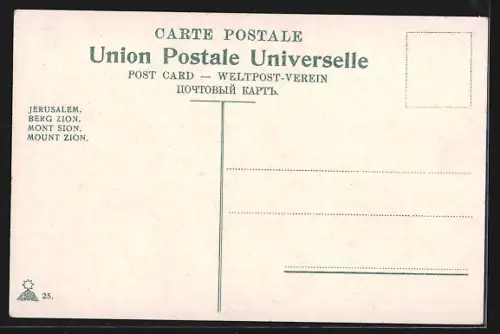 CARTE POSTALE
Union Postale Universelle
POST CARD — WELTPOST-VEREIN
ПОЧТОВЫЙ КАРТЪ.
JERUSALEM.
BERG ZION.
MONT SION.
MOUNT ZION.
25.